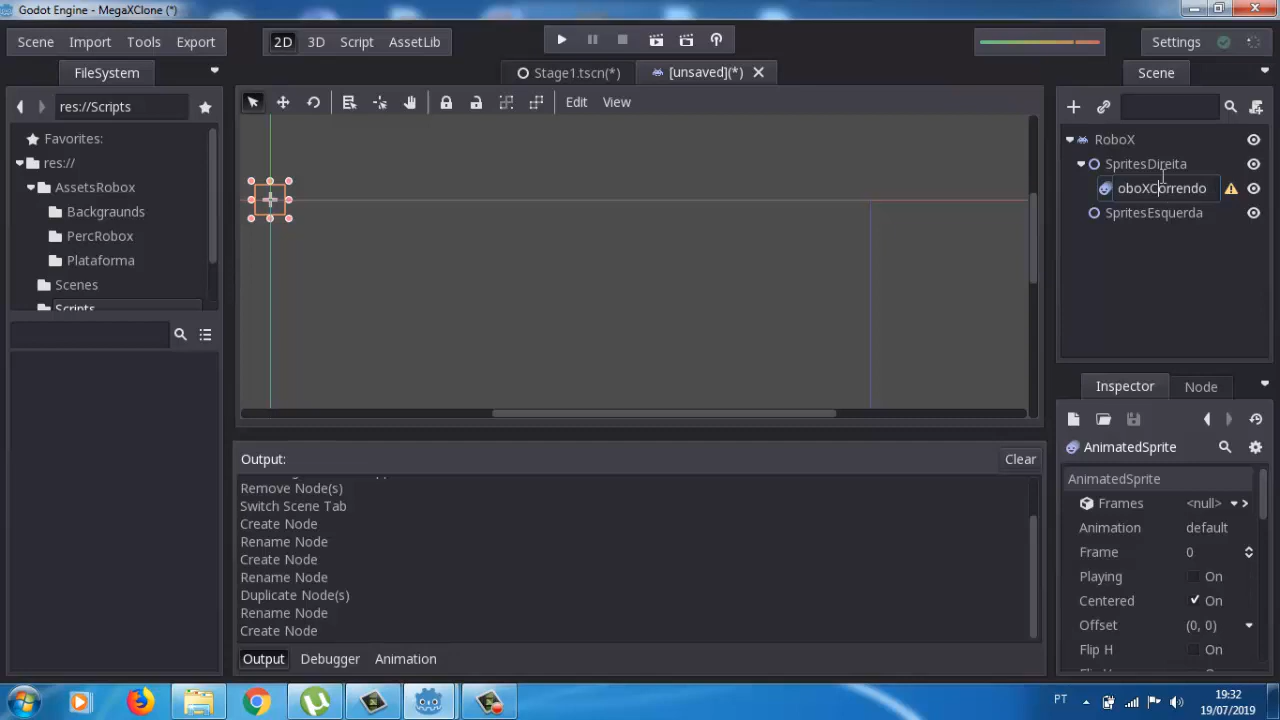 Godot Engine - MegaXClone (*)
Scene Import Tools Export
2D 3D Script AssetLib
Settings
FileSystem
Stage1.tscn(*)
[unsaved](*)
Scene
res://Scripts
Edit View
Favorites:
res://
AssetsRobox
Backgraunds
PercRobox
Plataforma
Scenes
Scripts
RoboX
SpritesDireita
oboXCorrendo
SpritesEsquerda
Inspector Node
AnimatedSprite
AnimatedSprite
Frames <null>
Animation default
Frame 0
Playing On
Centered On
Offset (0, 0)
Flip H On
Output: Clear
Remove Node(s)
Switch Scene Tab
Create Node
Rename Node
Create Node
Rename Node
Duplicate Node(s)
Rename Node
Create Node
Output Debugger Animation
PT
19:32
19/07/2019